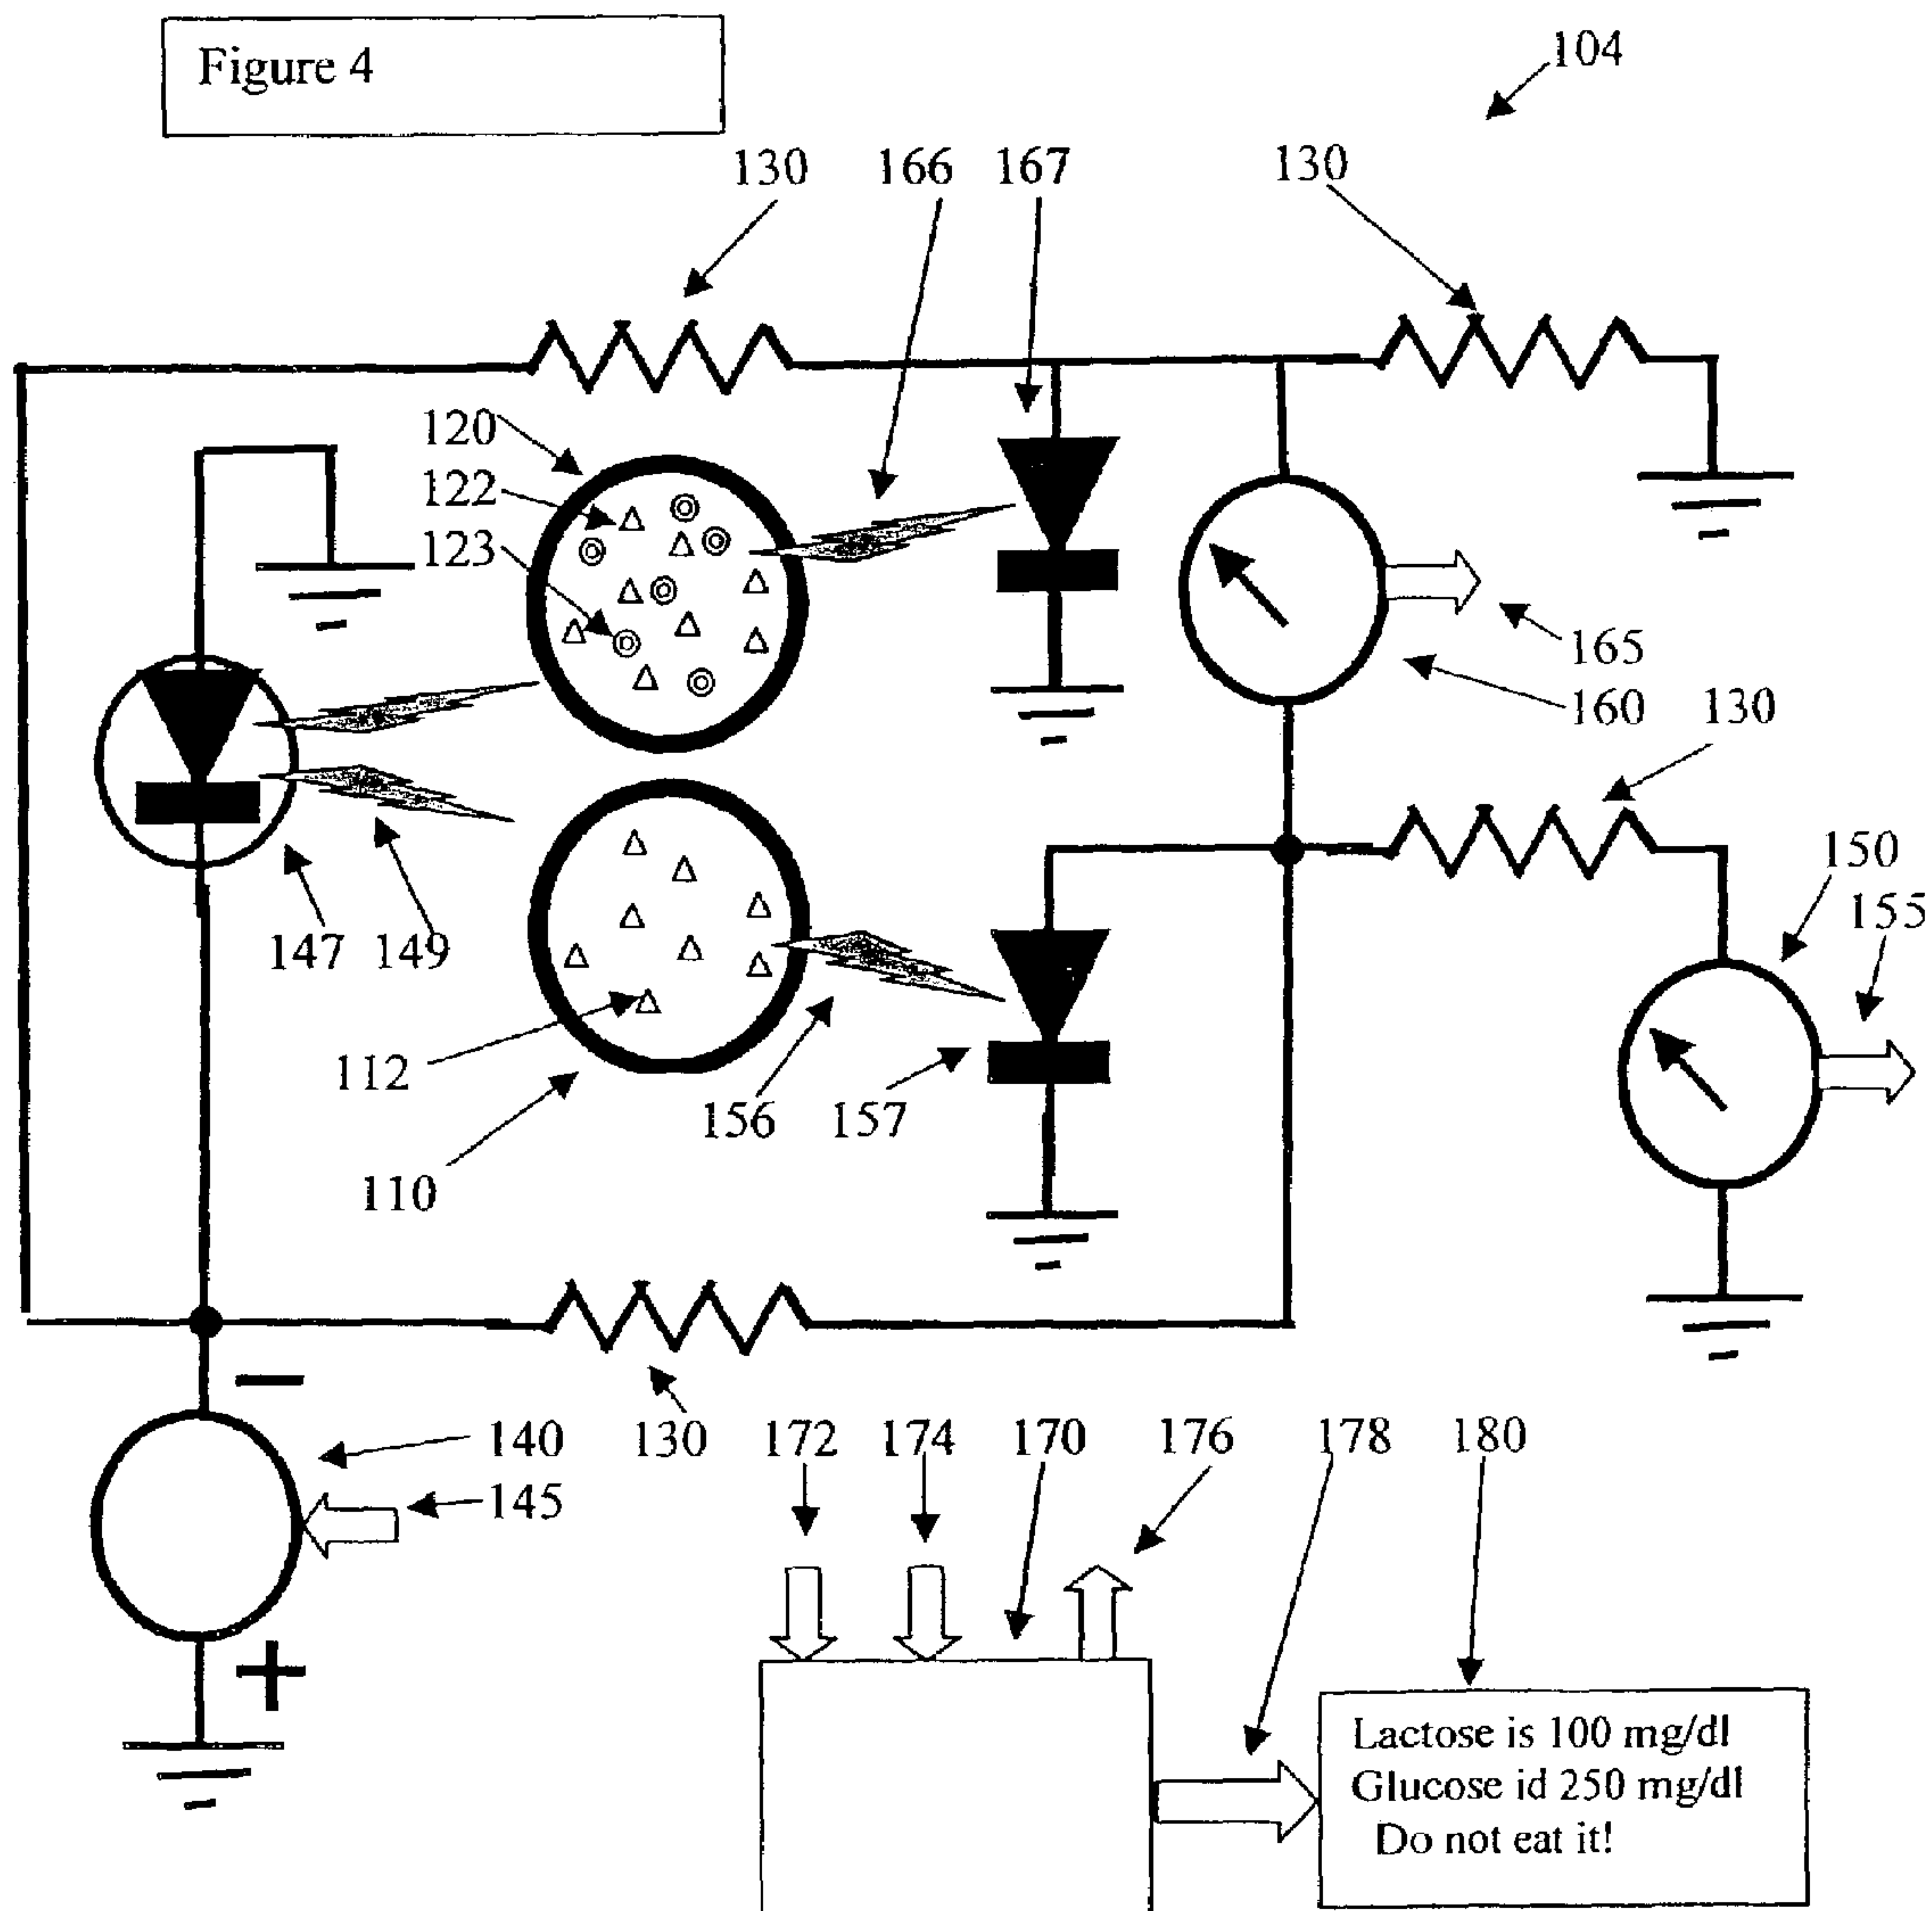 Figure 4
104
130 166 167 130
120
122
123
165
160 130
150
155
147 149
112
156 157
110
140 130 172 174 170 176 178 180
145
Lactose is 100 mg/dl
Glucose id 250 mg/dl
Do not eat it!